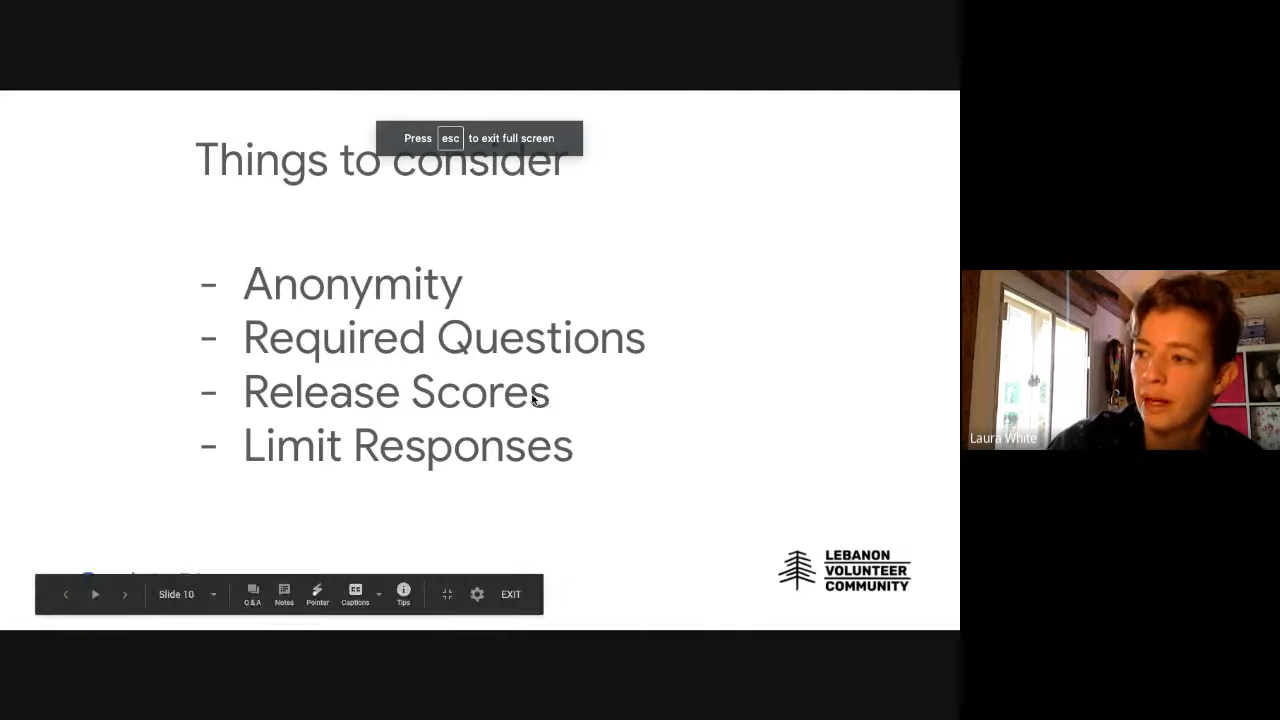 Press esc to exit full screen
Things to consider
- Anonymity
- Required Questions
- Release Scores
- Limit Responses
Laura White
LEBANON
VOLUNTEER
COMMUNITY
Slide 10
Q & A
Notes
Pointer
Captions
Tips
EXIT